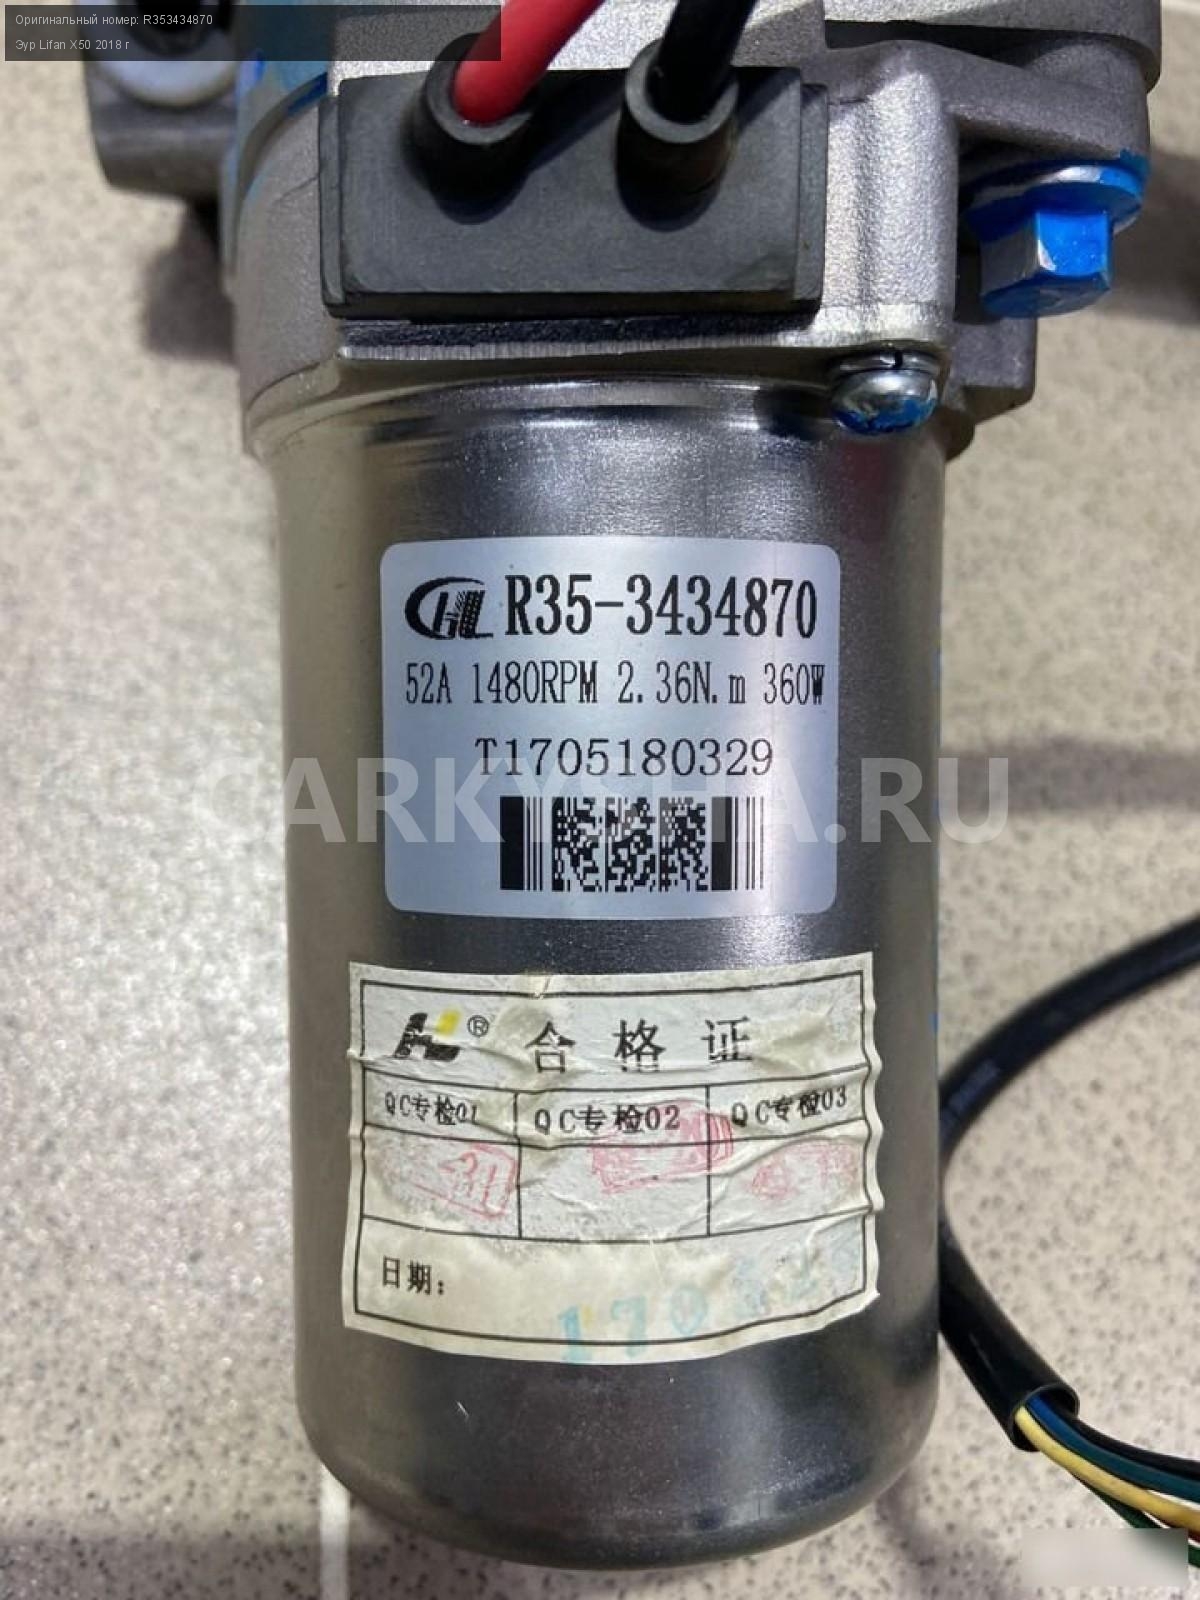 Оригинальный номер: R353434870
Эур Lifan X50 2018 г
CHL R35-3434870
52A 1480RPM 2.36N.m 360W
T1705180329
CARKYSHA.RU
HL® 合格证
QC专检01 QC专检02 QC专检03
日期: